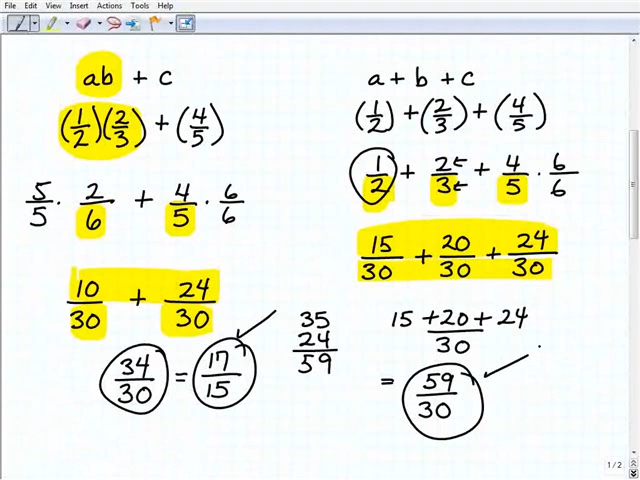 File Edit View Insert Actions Tools Help
ab + c
(1/2)(2/3) + (4/5)
5/5 · 2/6 + 4/5 · 6/6
10/30 + 24/30
34/30 = 17/15
35
24
59
a + b + c
(1/2) + (2/3) + (4/5)
1/2 + 2/3 + 4/5 · 6/6
15/30 + 20/30 + 24/30
15 + 20 + 24
30
= 59/30
1/2